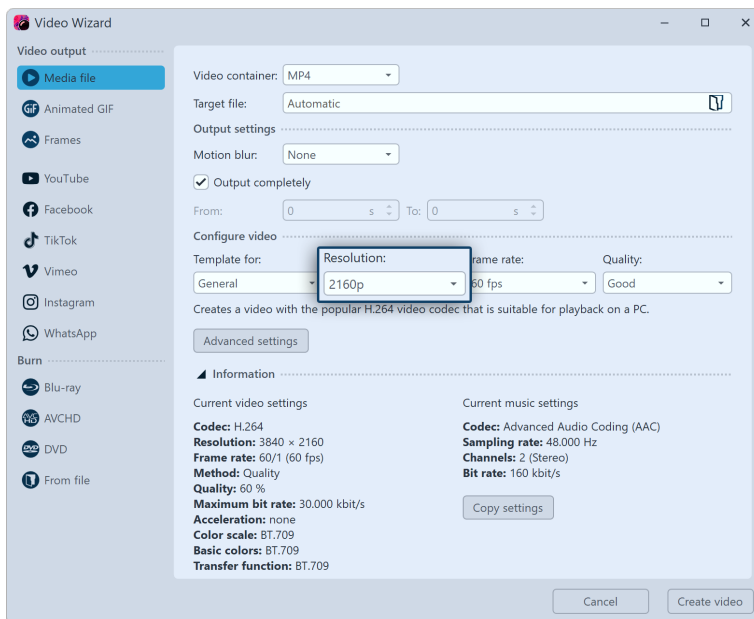 Video Wizard
Video output
Media file
GIF Animated GIF
Frames
YouTube
Facebook
TikTok
Vimeo
Instagram
WhatsApp
Burn
Blu-ray
AVC HD AVCHD
DVD DVD
From file
Video container: MP4
Target file: Automatic
Output settings
Motion blur: None
Output completely
From: 0 s To: 0 s
Configure video
Template for: Resolution: rame rate: Quality:
General 2160p 60 fps Good
Creates a video with the popular H.264 video codec that is suitable for playback on a PC.
Advanced settings
Information
Current video settings
Codec: H.264
Resolution: 3840 × 2160
Frame rate: 60/1 (60 fps)
Method: Quality
Quality: 60 %
Maximum bit rate: 30.000 kbit/s
Acceleration: none
Color scale: BT.709
Basic colors: BT.709
Transfer function: BT.709
Current music settings
Codec: Advanced Audio Coding (AAC)
Sampling rate: 48.000 Hz
Channels: 2 (Stereo)
Bit rate: 160 kbit/s
Copy settings
Cancel Create video